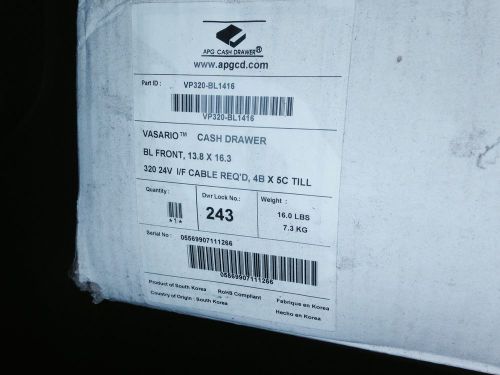 APG CASH DRAWER®
www.apgcd.com
Part ID : VP320-BL1416
VP320-BL1416
VASARIO™ CASH DRAWER
BL FRONT, 13.8 X 16.3
320 24V I/F CABLE REQ'D, 4B X 5C TILL
Quantity : Dwr Lock No.: Weight :
*1* 243 16.0 LBS
7.3 KG
Serial No : 05569907111266
05569907111266
Product of South Korea RoHS Compliant Fabrique en Korea
Country of Origin : South Korea Hecho en Korea